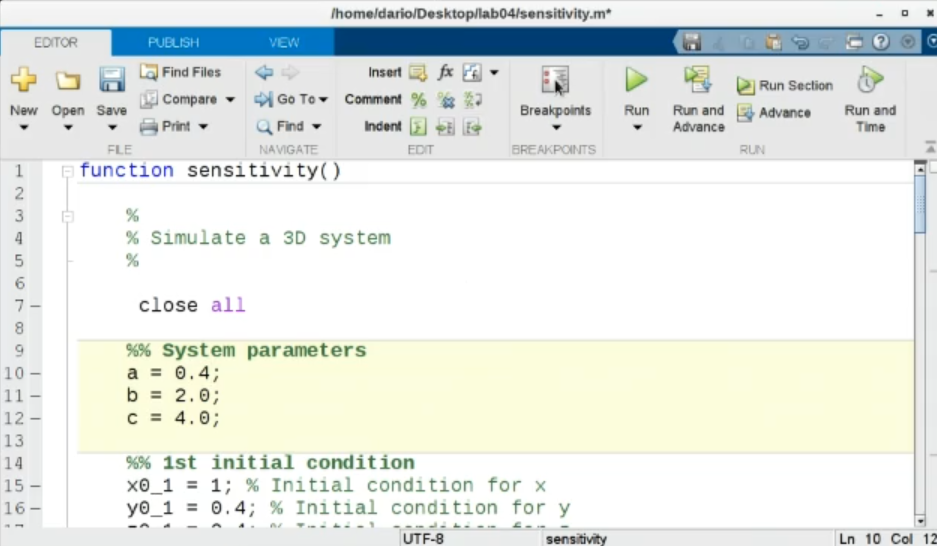 /home/dario/Desktop/lab04/sensitivity.m*
EDITOR PUBLISH VIEW
New Open Save
Find Files
Compare
Print
FILE
Go To
Find
NAVIGATE
Insert fx
Comment %
Indent
EDIT
Breakpoints
BREAKPOINTS
Run
Run and Advance
Run Section
Advance
Run and Time
RUN
1 function sensitivity()
2
3 %
4 % Simulate a 3D system
5 %
6
7 close all
8
9 %% System parameters
10 a = 0.4;
11 b = 2.0;
12 c = 4.0;
13
14 %% 1st initial condition
15 x0_1 = 1; % Initial condition for x
16 y0_1 = 0.4; % Initial condition for y
UTF-8 sensitivity Ln 10 Col 12